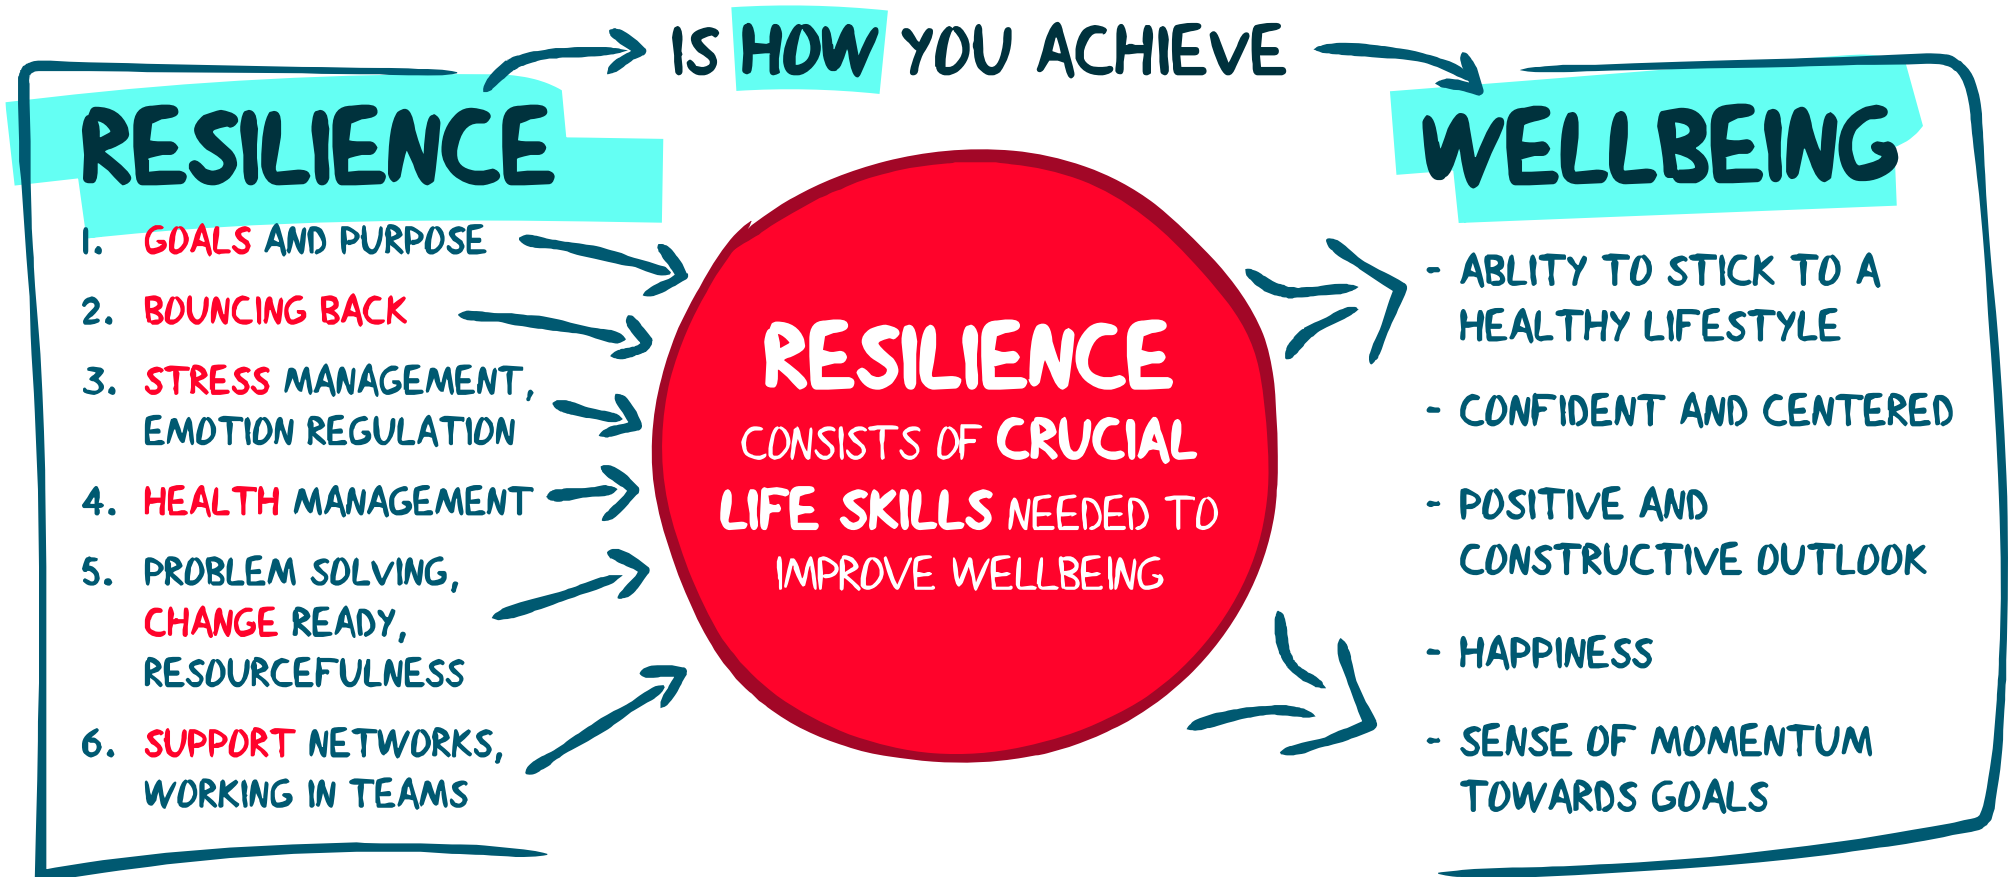 IS HOW YOU ACHIEVE
RESILIENCE
1. GOALS AND PURPOSE
2. BOUNCING BACK
3. STRESS MANAGEMENT,
EMOTION REGULATION
4. HEALTH MANAGEMENT
5. PROBLEM SOLVING,
CHANGE READY,
RESOURCEFULNESS
6. SUPPORT NETWORKS,
WORKING IN TEAMS
RESILIENCE
CONSISTS OF CRUCIAL
LIFE SKILLS NEEDED TO
IMPROVE WELLBEING
WELLBEING
- ABLITY TO STICK TO A
HEALTHY LIFESTYLE
- CONFIDENT AND CENTERED
- POSITIVE AND
CONSTRUCTIVE OUTLOOK
- HAPPINESS
- SENSE OF MOMENTUM
TOWARDS GOALS